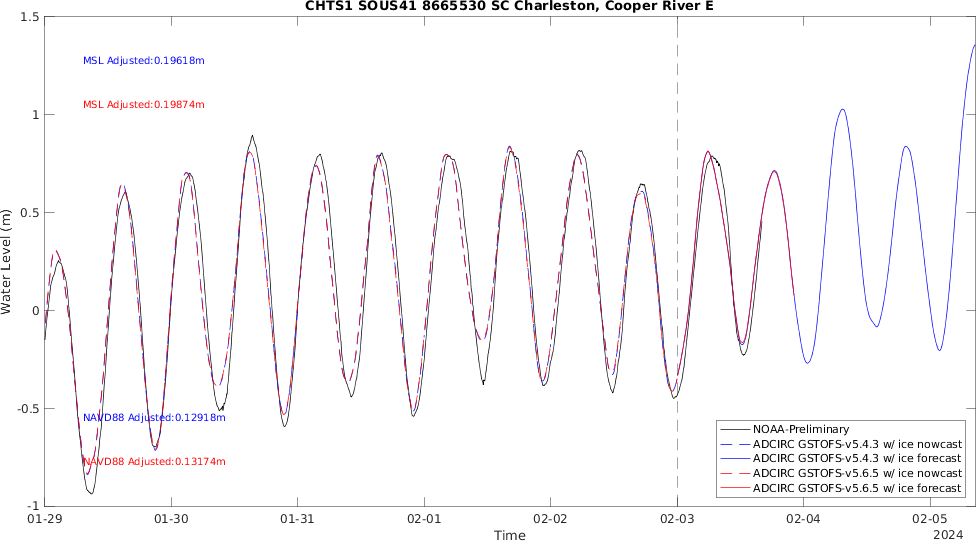 CHTS1 SOUS41 8665530 SC Charleston, Cooper River E
1.5
1
0.5
0
-0.5
-1
Water Level (m)
MSL Adjusted:0.19618m
MSL Adjusted:0.19874m
NAVD88 Adjusted:0.12918m
NAVD88 Adjusted:0.13174m
NOAA-Preliminary
ADCIRC GSTOFS-v5.4.3 w/ ice nowcast
ADCIRC GSTOFS-v5.4.3 w/ ice forecast
ADCIRC GSTOFS-v5.6.5 w/ ice nowcast
ADCIRC GSTOFS-v5.6.5 w/ ice forecast
01-29 01-30 01-31 02-01 02-02 02-03 02-04 02-05
Time
2024